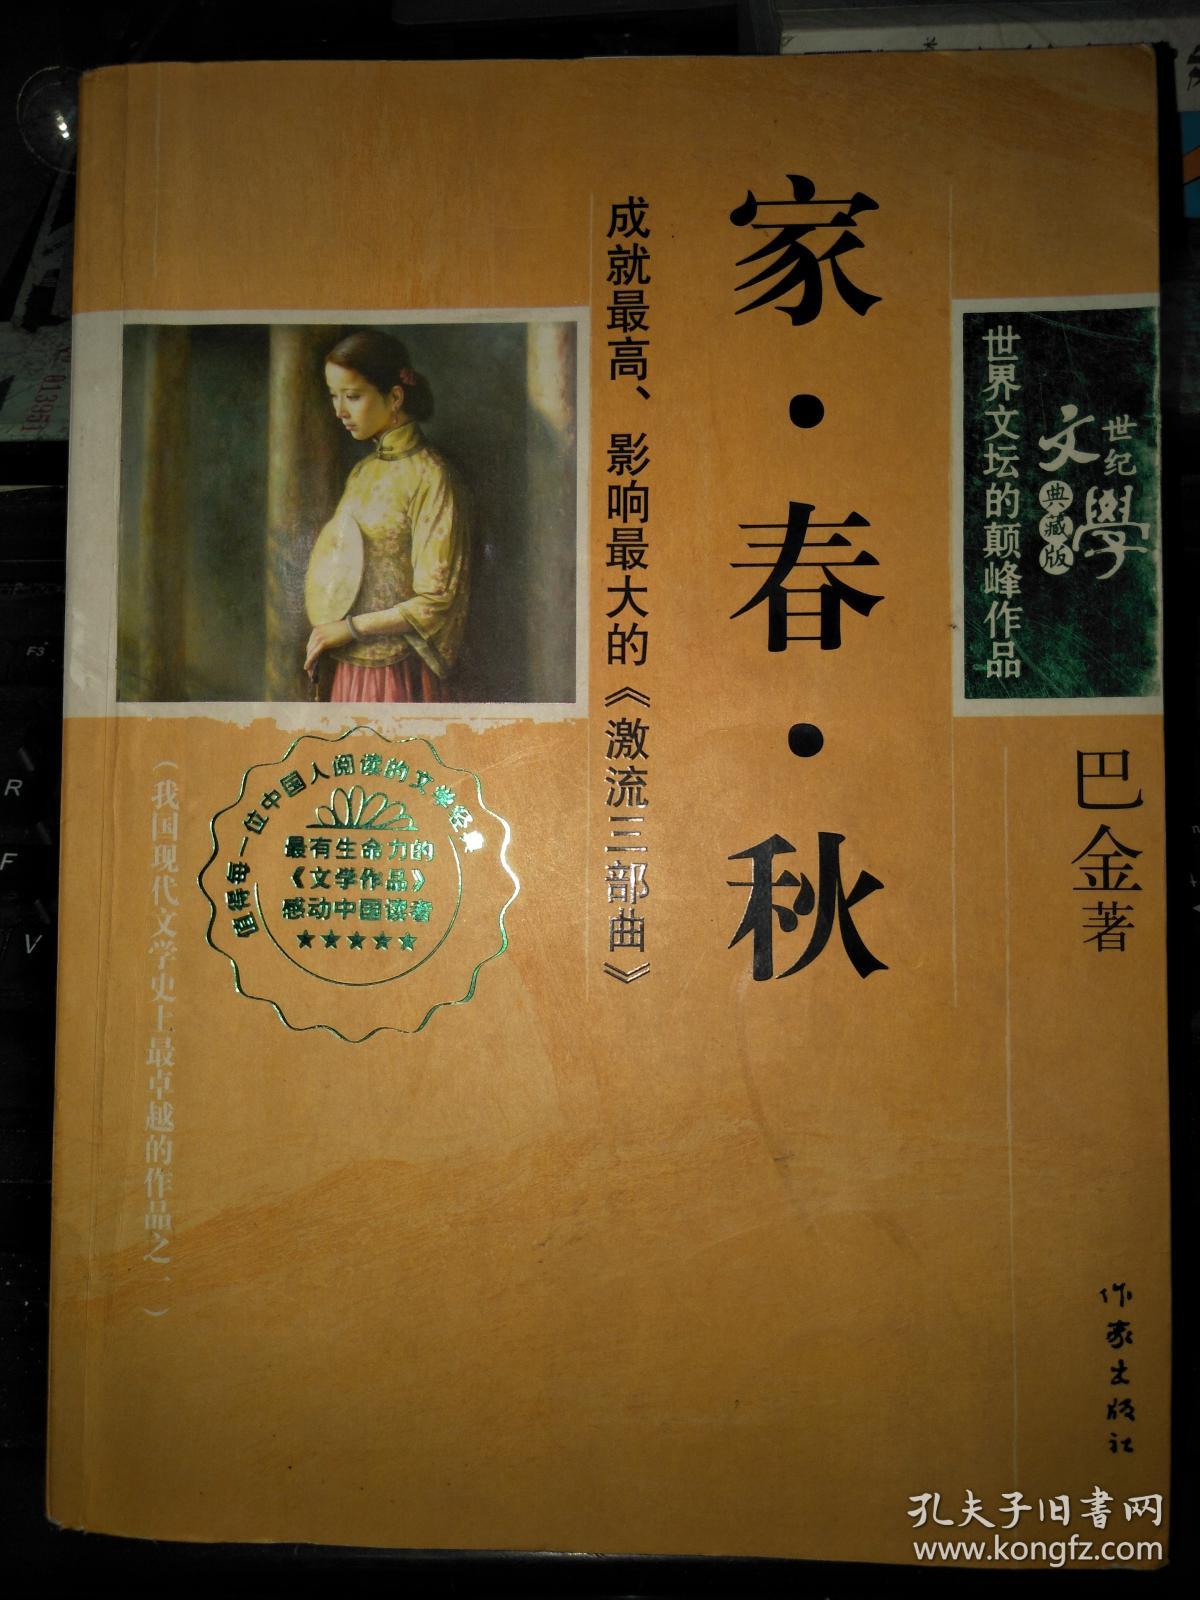 家·春·秋
成就最高、影响最大的《激流三部曲》
世纪
文學
典藏版
世界文坛的颠峰作品
巴金著
值得每一位中国人阅读的文学
最有生命力的
《文学作品》
感动中国读者
★★★★★
（我国现代文学史上最卓越的作品之一）
作家出版社
013951
F3
R
F
V
孔夫子旧书网
www.kongfz.com